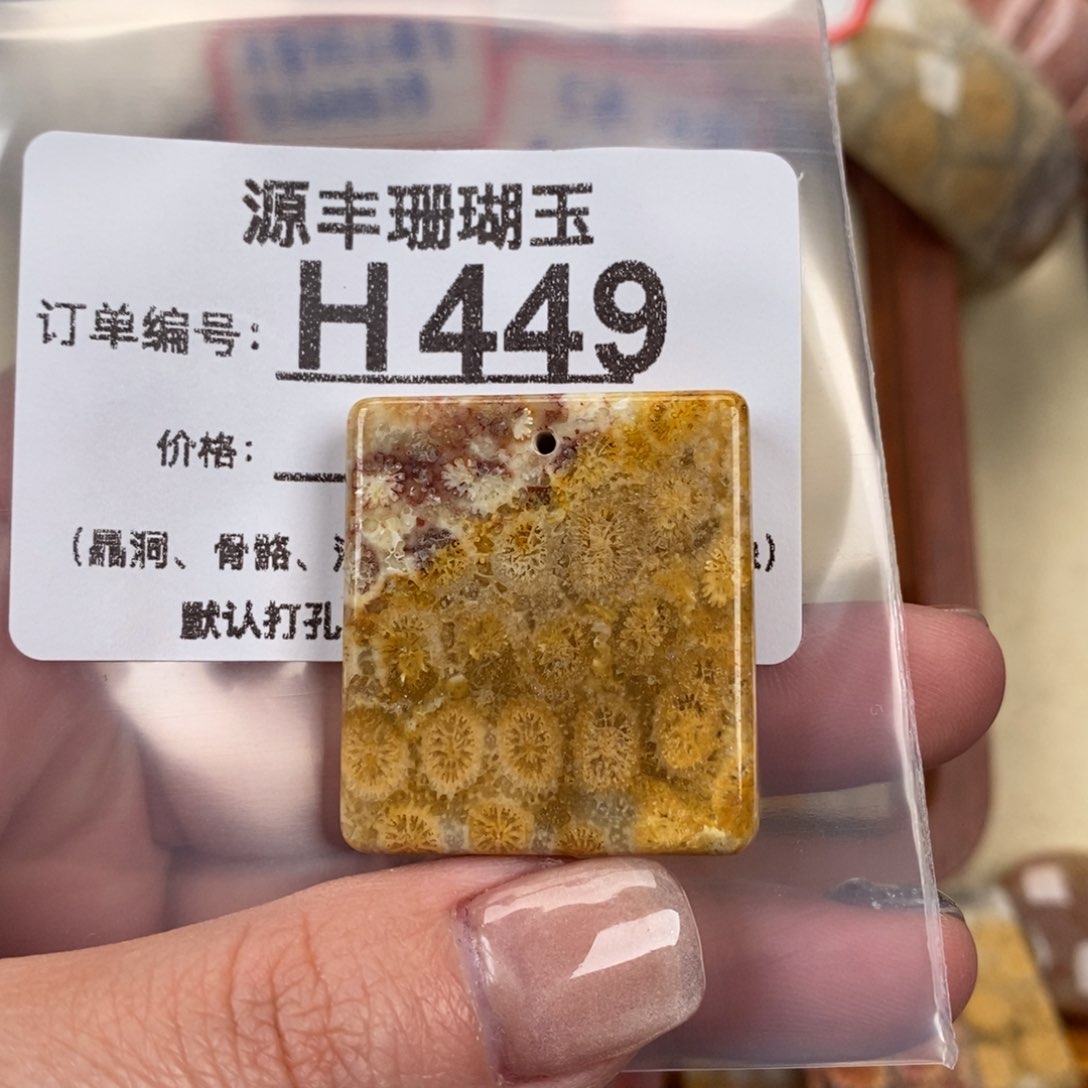 源丰珊瑚玉
订单编号: H449
价格:
(晶洞、骨骼、
默认打孔